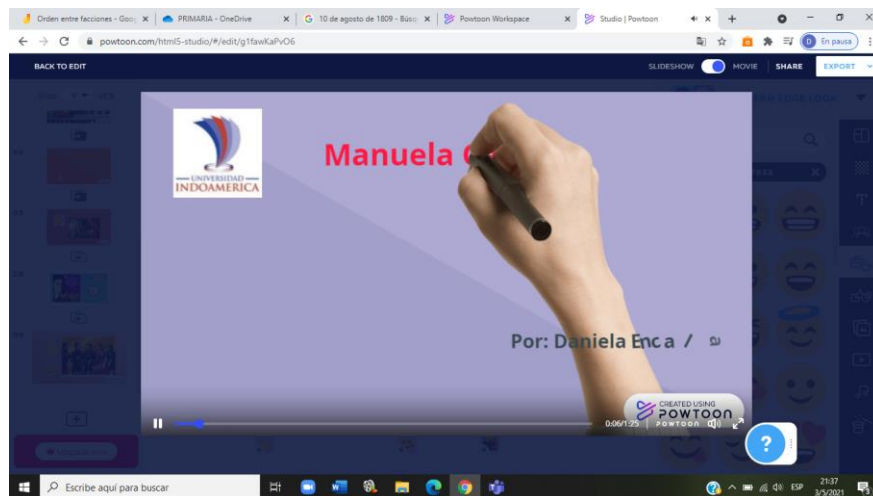 Orden entre facciones - Goog
PRIMARIA - OneDrive
10 de agosto de 1809 - Búsq
Powtoon Workspace
Studio | Powtoon
powtoon.com/html5-studio/#/edit/g1fawKaPvO6
D En pausa
BACK TO EDIT
SLIDESHOW MOVIE SHARE EXPORT
UNIVERSIDAD
INDOAMERICA
Manuela
Por: Daniela
CREATED USING
POWTOON
0:06/1:25
POWTOON
?
Escribe aquí para buscar
ESP
21:37
3/5/2021